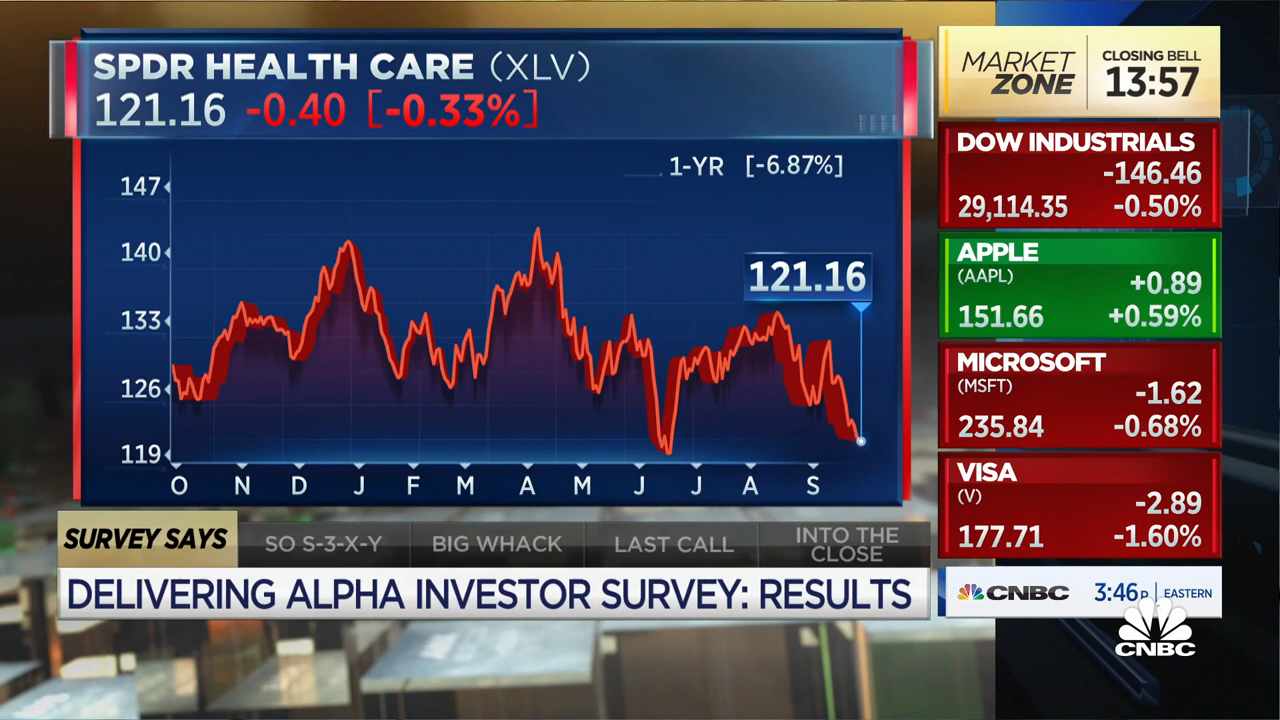 SPDR HEALTH CARE (XLV)
121.16 -0.40 [-0.33%]
1-YR [-6.87%]
147
140
133
126
119
121.16
O N D J F M A M J J A S
SURVEY SAYS
SO S-3-X-Y
BIG WHACK
LAST CALL
INTO THE
CLOSE
DELIVERING ALPHA INVESTOR SURVEY: RESULTS
MARKET
ZONE
CLOSING BELL
13:57
DOW INDUSTRIALS
-146.46
29,114.35 -0.50%
APPLE
(AAPL) +0.89
151.66 +0.59%
MICROSOFT
(MSFT) -1.62
235.84 -0.68%
VISA
(V) -2.89
177.71 -1.60%
CNBC 3:46P EASTERN
CNBC